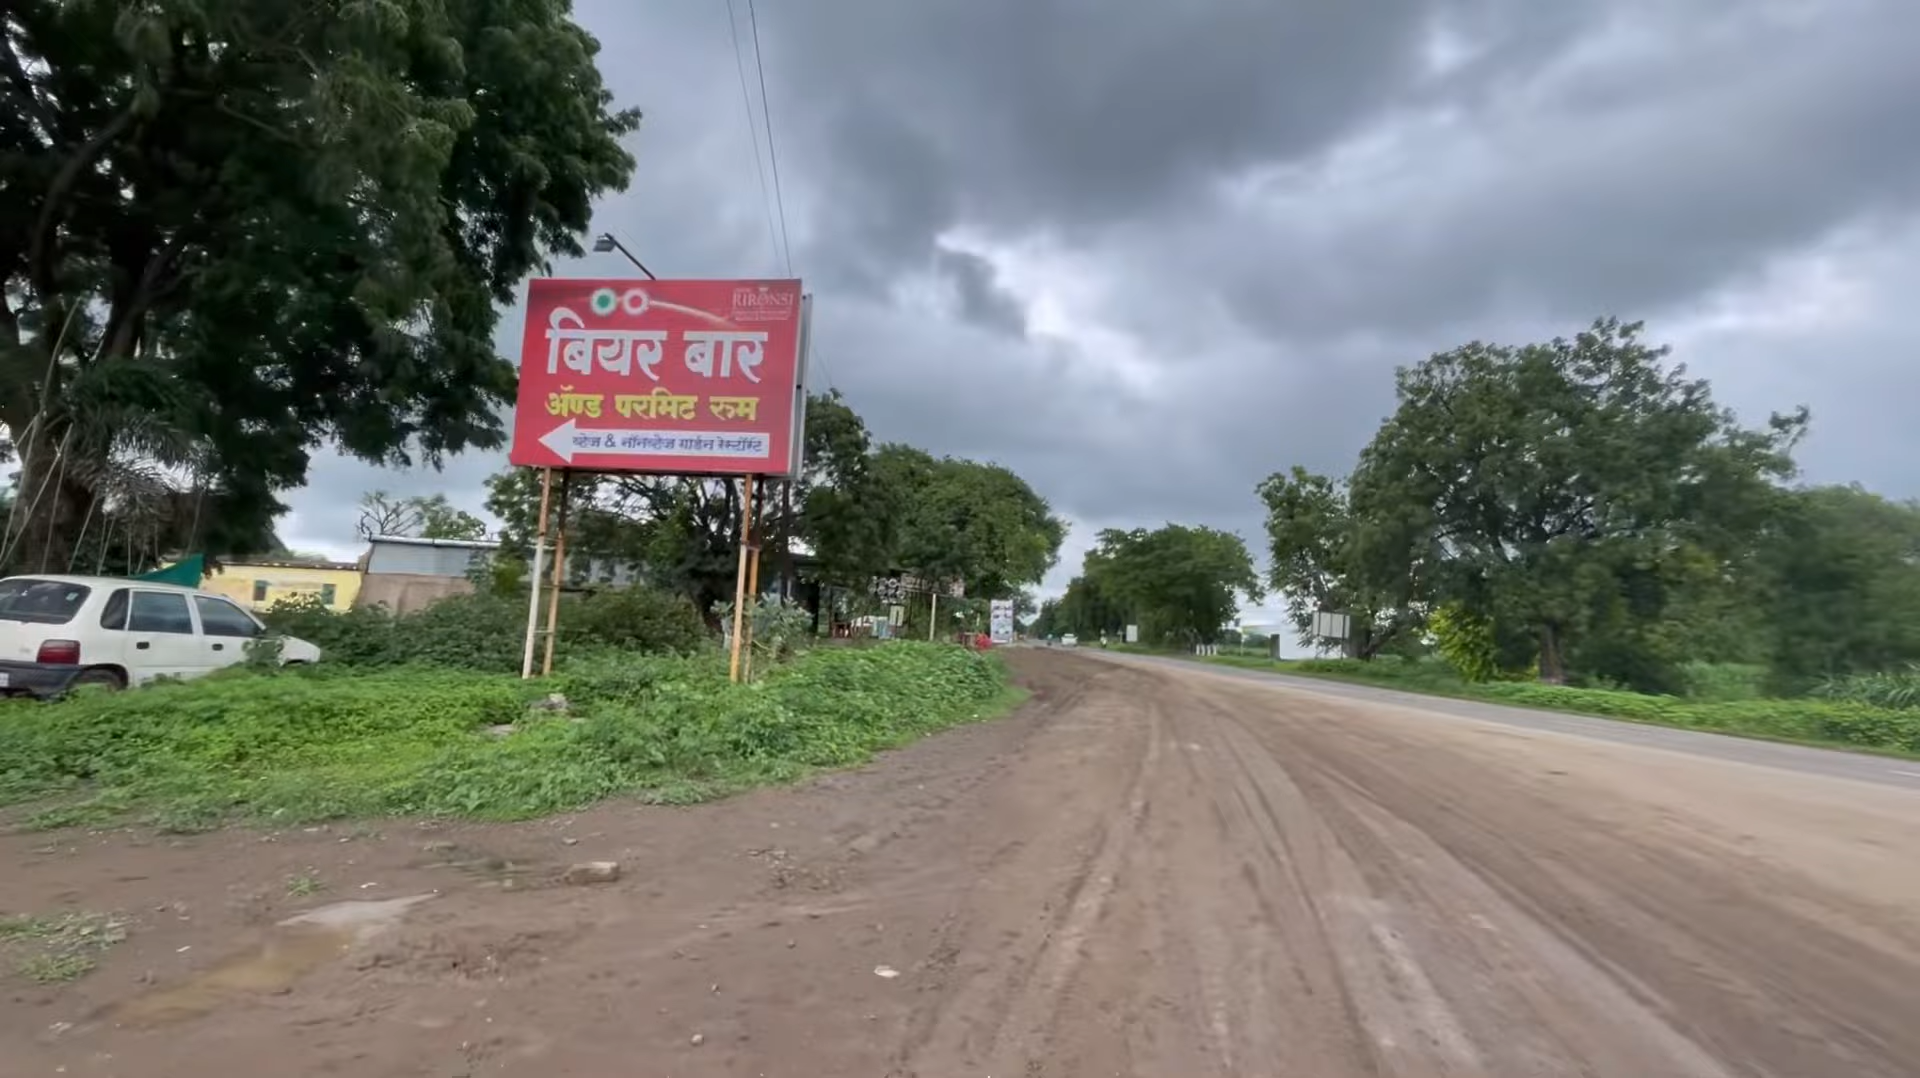 RIRONSI
बियर बार
ॲण्ड परमिट रुम
व्हेज & नॉनव्हेज गार्डन रेस्टॉरंट